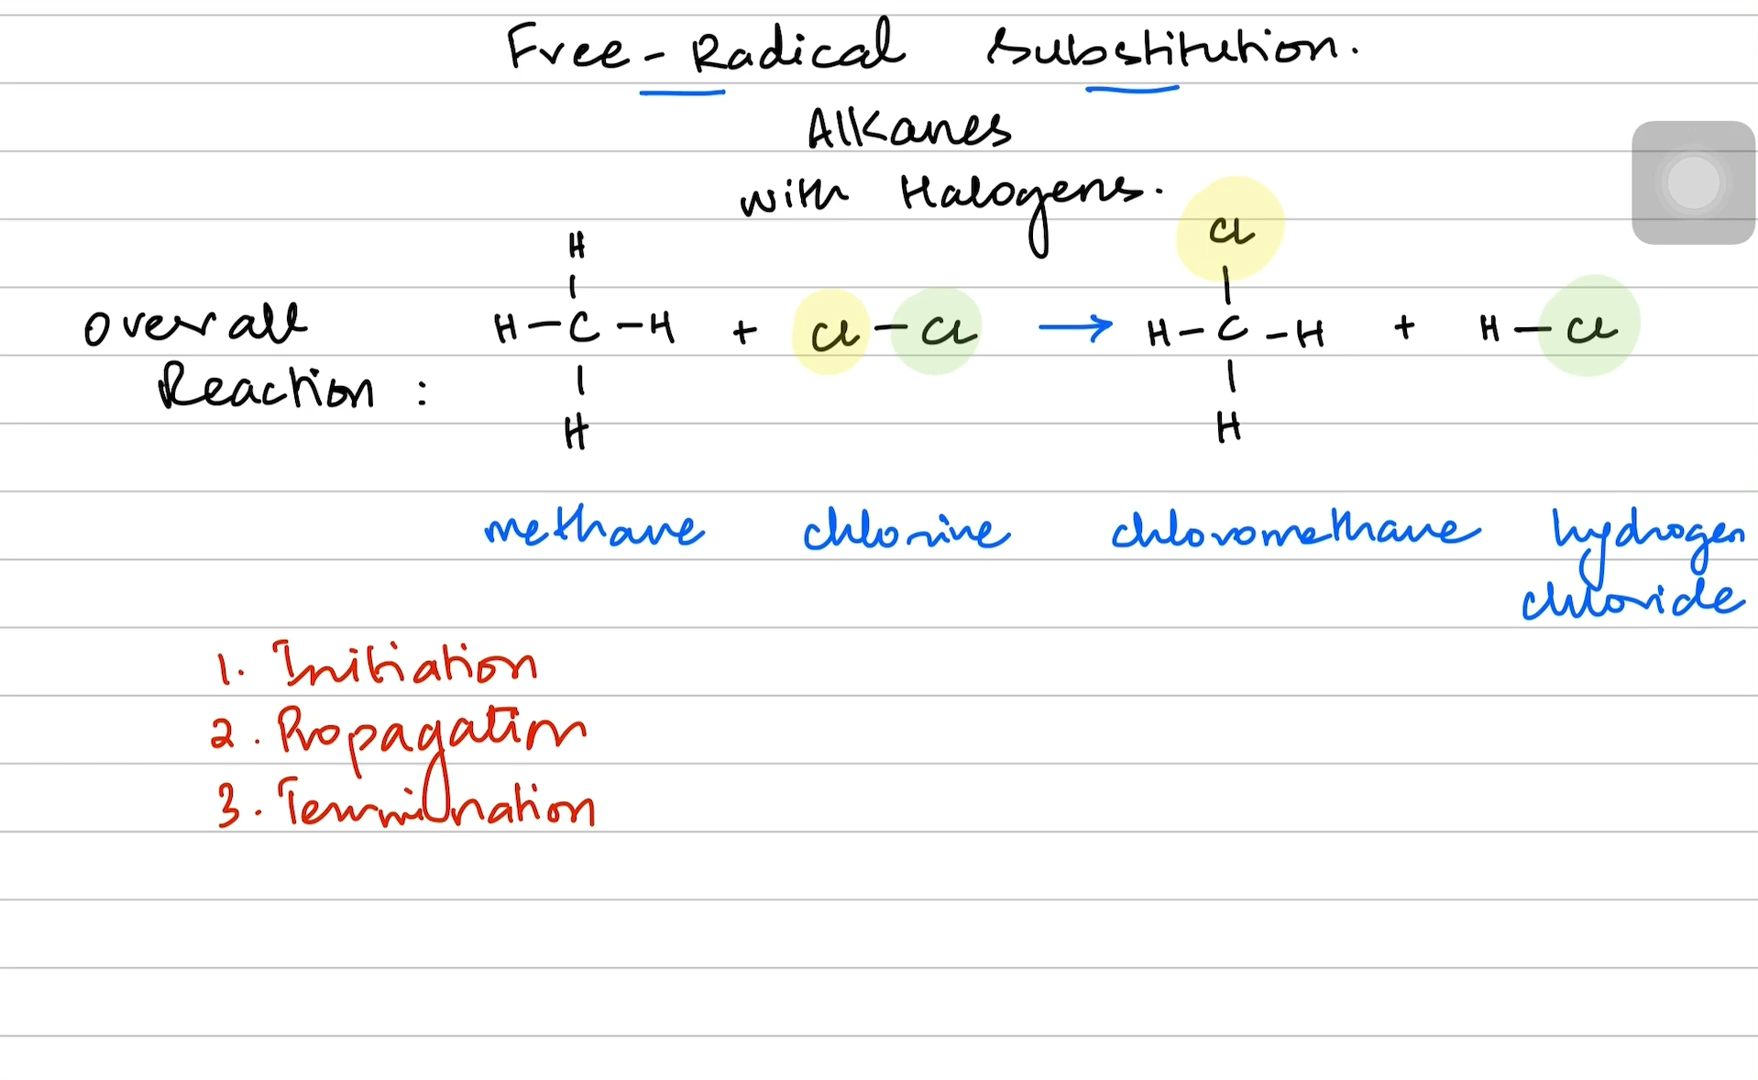 Free-Radical Substitution.
Alkanes
with Halogens.
H Cl
| |
Overall H-C-H + Cl-Cl → H-C-H + H-Cl
Reaction : | |
H H
methane chlorine chloromethane hydrogen
chloride
1. Initiation
2. Propagation
3. Termination